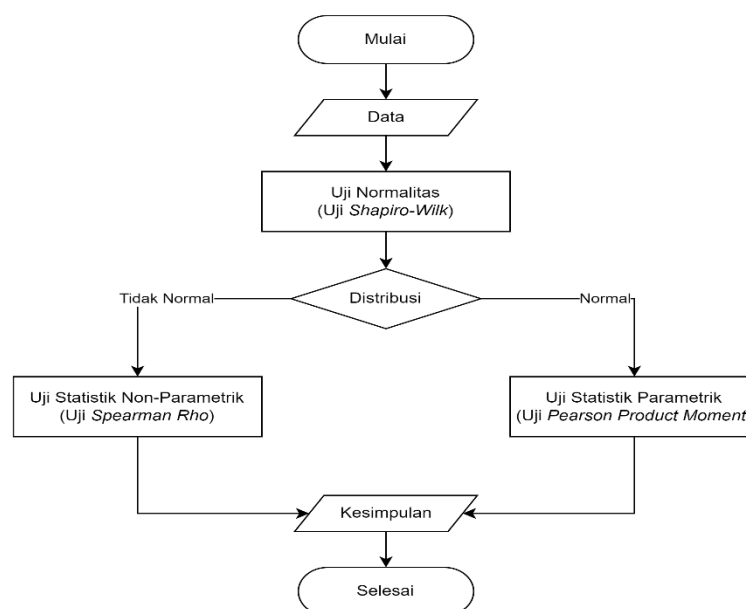 Mulai
Data
Uji Normalitas
(Uji Shapiro-Wilk)
Tidak Normal
Distribusi
Normal
Uji Statistik Non-Parametrik
(Uji Spearman Rho)
Uji Statistik Parametrik
(Uji Pearson Product Moment
Kesimpulan
Selesai